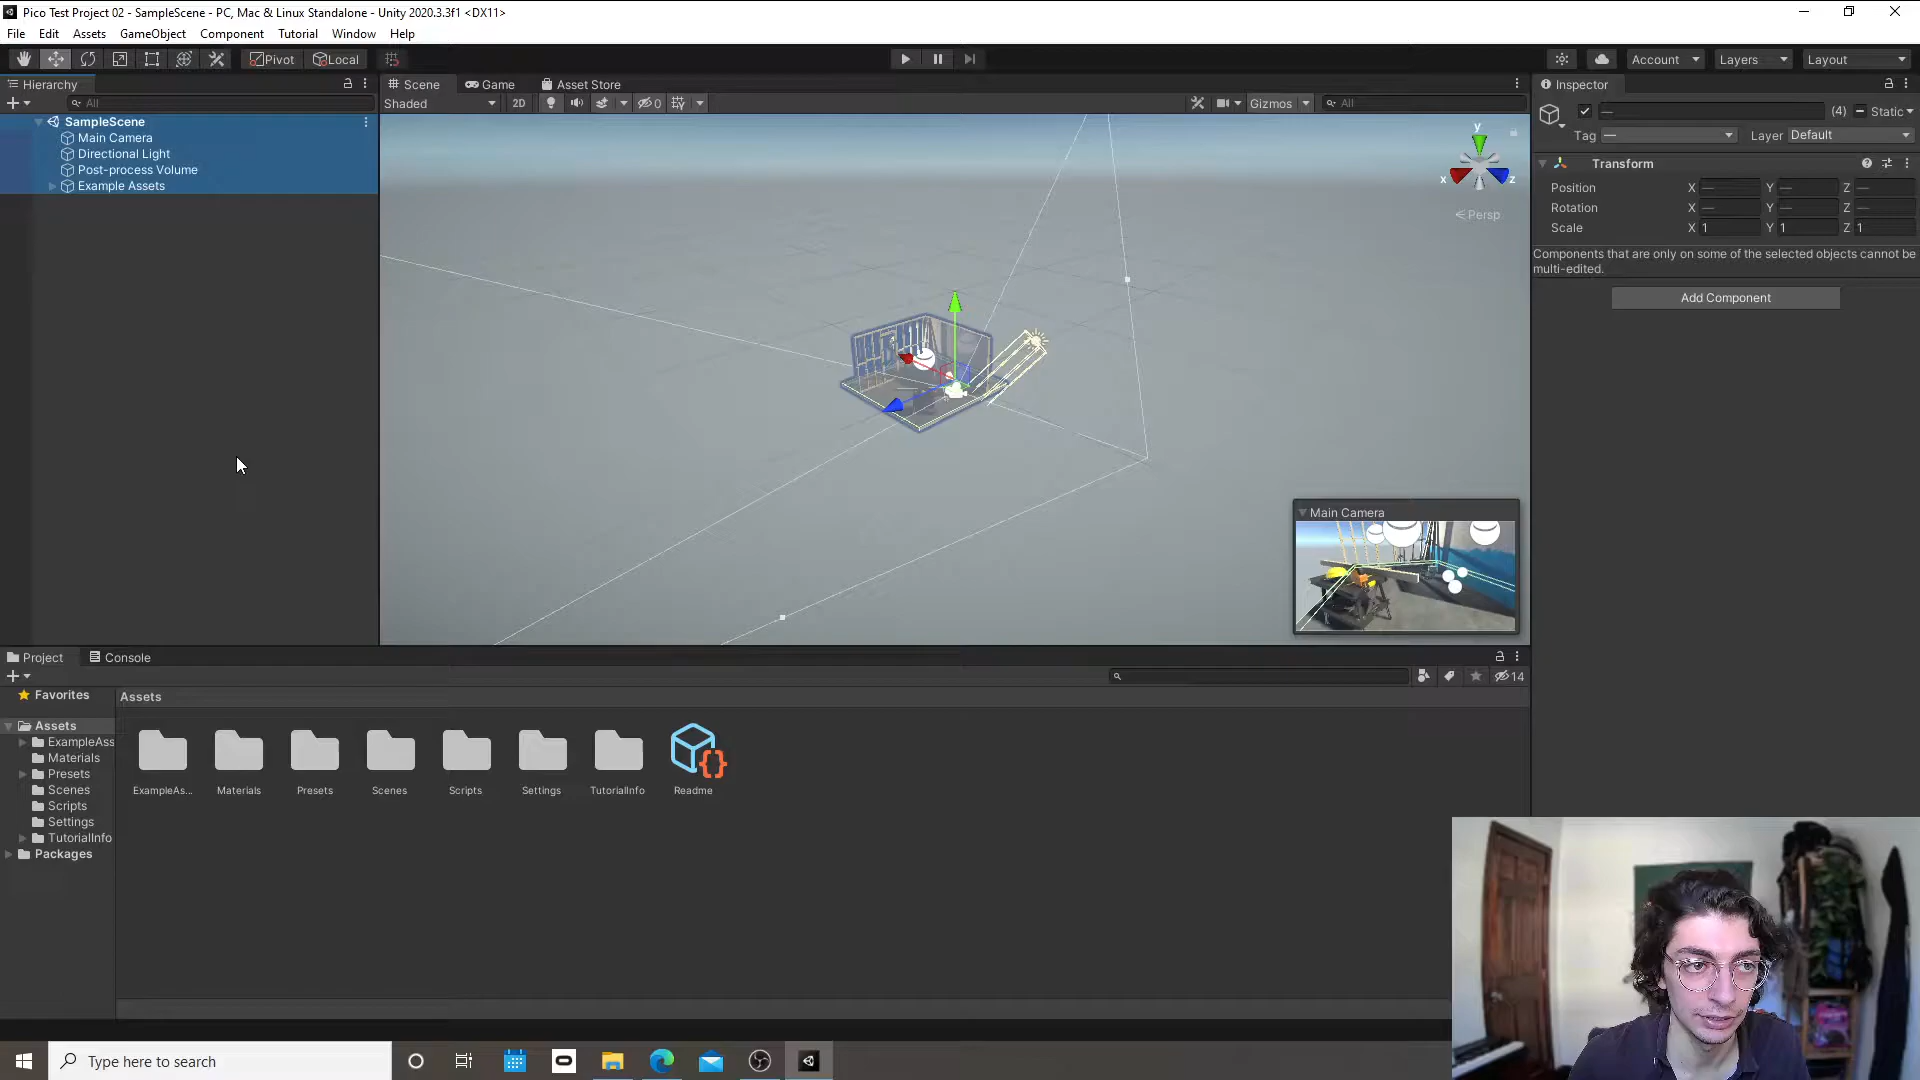 Pico Test Project 02 - SampleScene - PC, Mac & Linux Standalone - Unity 2020.3.3f1 <DX11>
File Edit Assets GameObject Component Tutorial Window Help
Pivot Local Account Layers Layout
Hierarchy
All
SampleScene
Main Camera
Directional Light
Post-process Volume
Example Assets
Scene Game Asset Store
Shaded 2D 0 Gizmos All
y
x z
Persp
Main Camera
Inspector
— (4) Static
Tag — Layer Default
Transform
Position X — Y — Z —
Rotation X — Y — Z —
Scale X 1 Y 1 Z 1
Components that are only on some of the selected objects cannot be
multi-edited.
Add Component
Project Console
14
Favorites
Assets
ExampleAss
Materials
Presets
Scenes
Scripts
Settings
TutorialInfo
Packages
Assets
ExampleAs... Materials Presets Scenes Scripts Settings TutorialInfo Readme
Type here to search